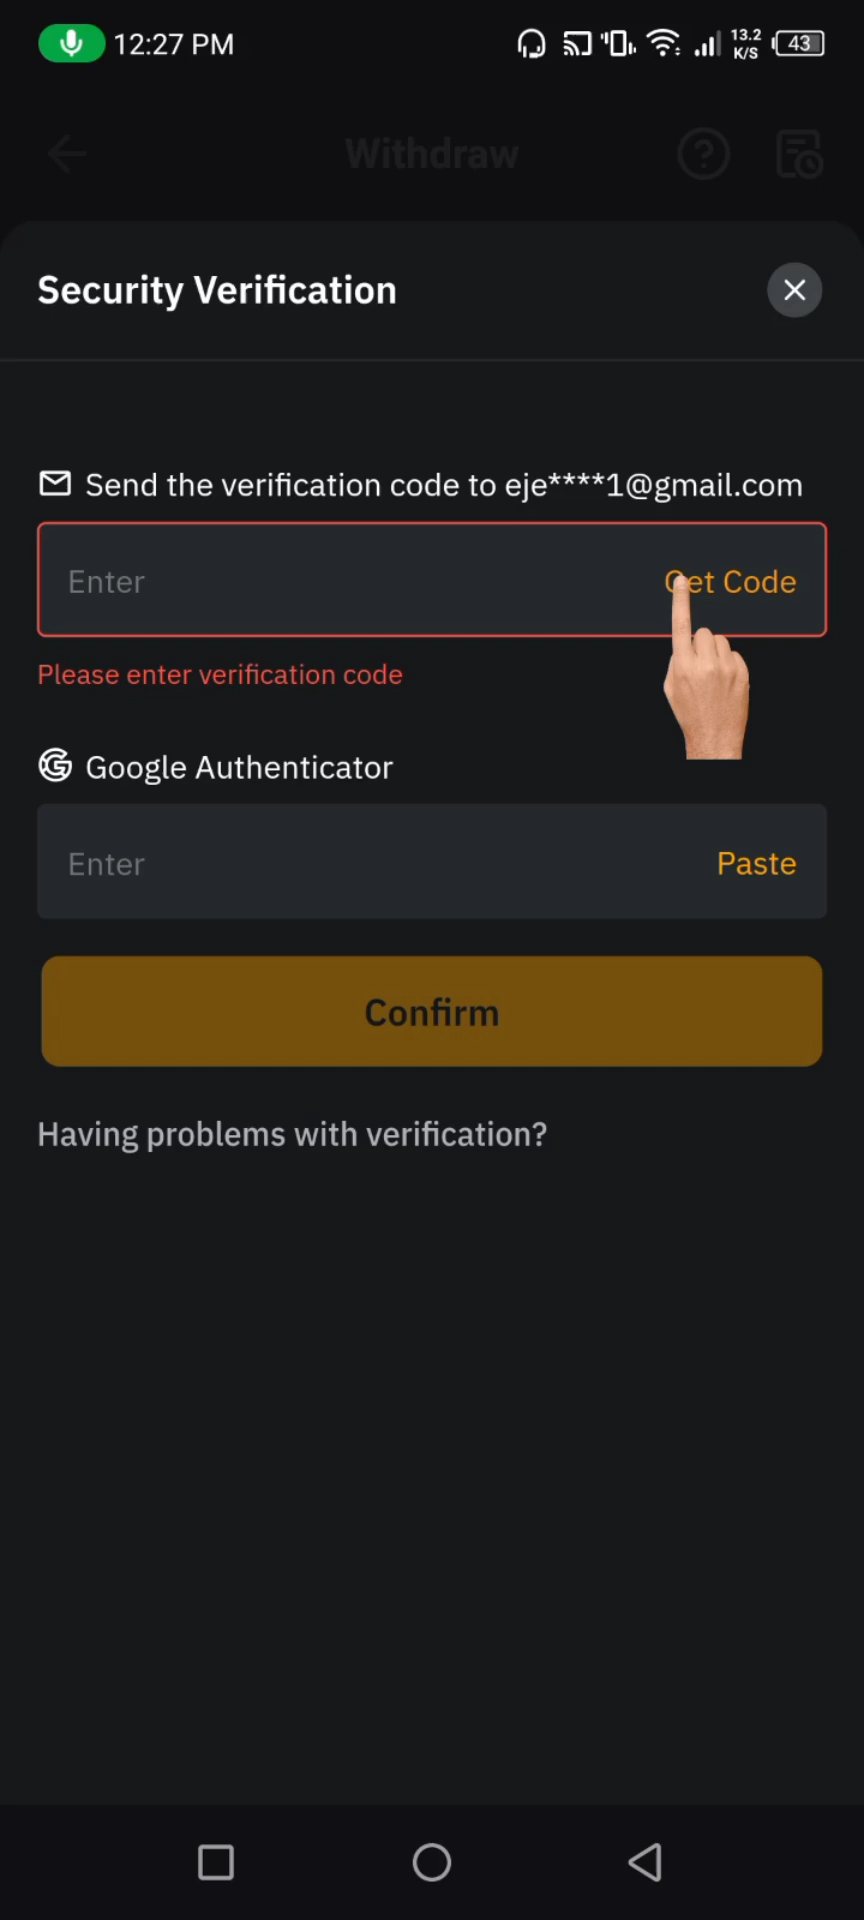 12:27 PM
13.2
K/S
43
Withdraw
Security Verification
Send the verification code to eje****1@gmail.com
Enter
Get Code
Please enter verification code
Google Authenticator
Enter
Paste
Confirm
Having problems with verification?